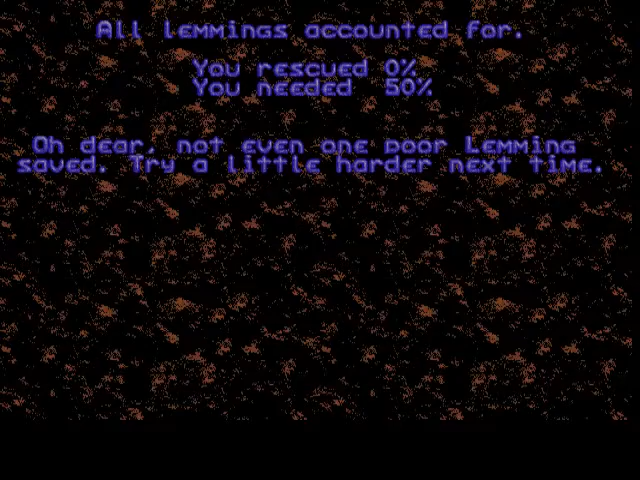 All lemmings accounted for.
You rescued 0%
You needed 50%
Oh dear, not even one poor Lemming
saved. Try a little harder next time.